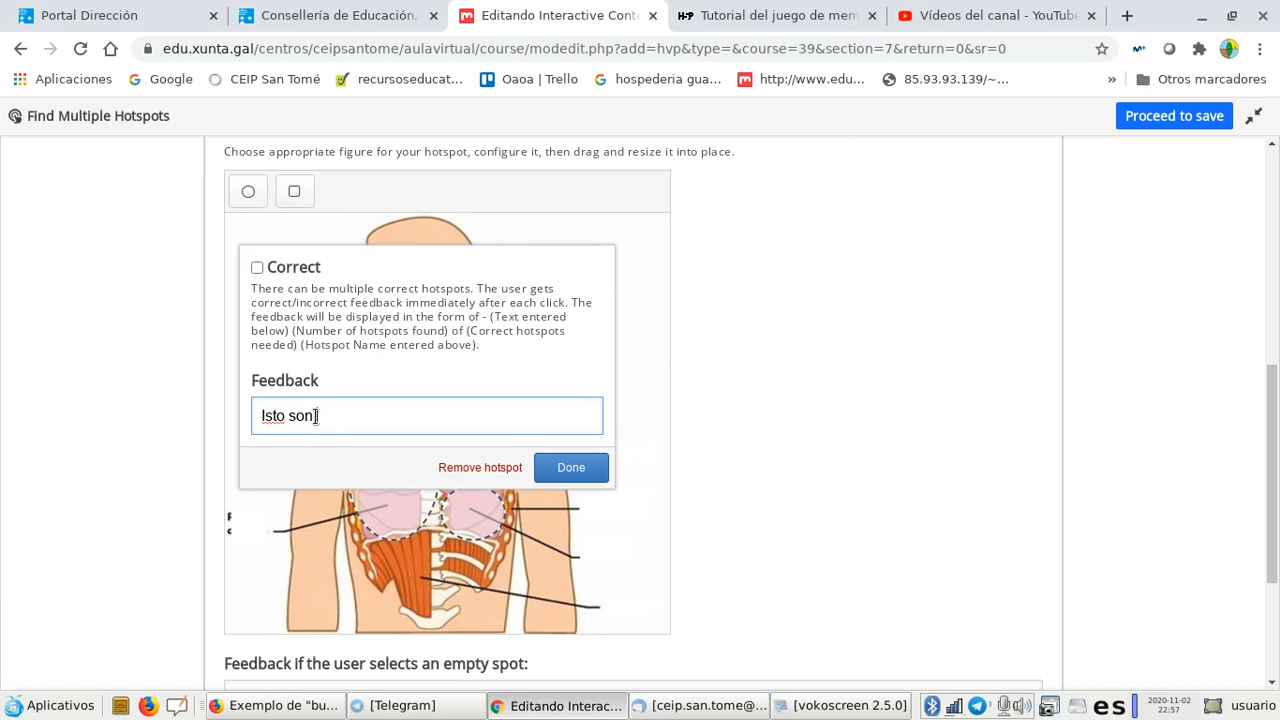 Portal Dirección
Consellería de Educación,
Editando Interactive Conte
Tutorial del juego de mem
Vídeos del canal - YouTube
edu.xunta.gal/centros/ceipsantome/aulavirtual/course/modedit.php?add=hvp&type=&course=39&section=7&return=0&sr=0
Aplicaciones
Google
CEIP San Tomé
recursoseducat...
Oaoa | Trello
hospederia gua...
http://www.edu...
85.93.93.139/~...
»
Otros marcadores
Find Multiple Hotspots
Proceed to save
Choose appropriate figure for your hotspot, configure it, then drag and resize it into place.
Correct
There can be multiple correct hotspots. The user gets
correct/incorrect feedback immediately after each click. The
feedback will be displayed in the form of - (Text entered
below) (Number of hotspots found) of (Correct hotspots
needed) (Hotspot Name entered above).
Feedback
Isto son
Remove hotspot
Done
Feedback if the user selects an empty spot:
Aplicativos
Exemplo de "bu...
[Telegram]
Editando Interac...
[ceip.san.tome@...
[vokoscreen 2.5.0]
es
2020-11-02
22:57
usuario